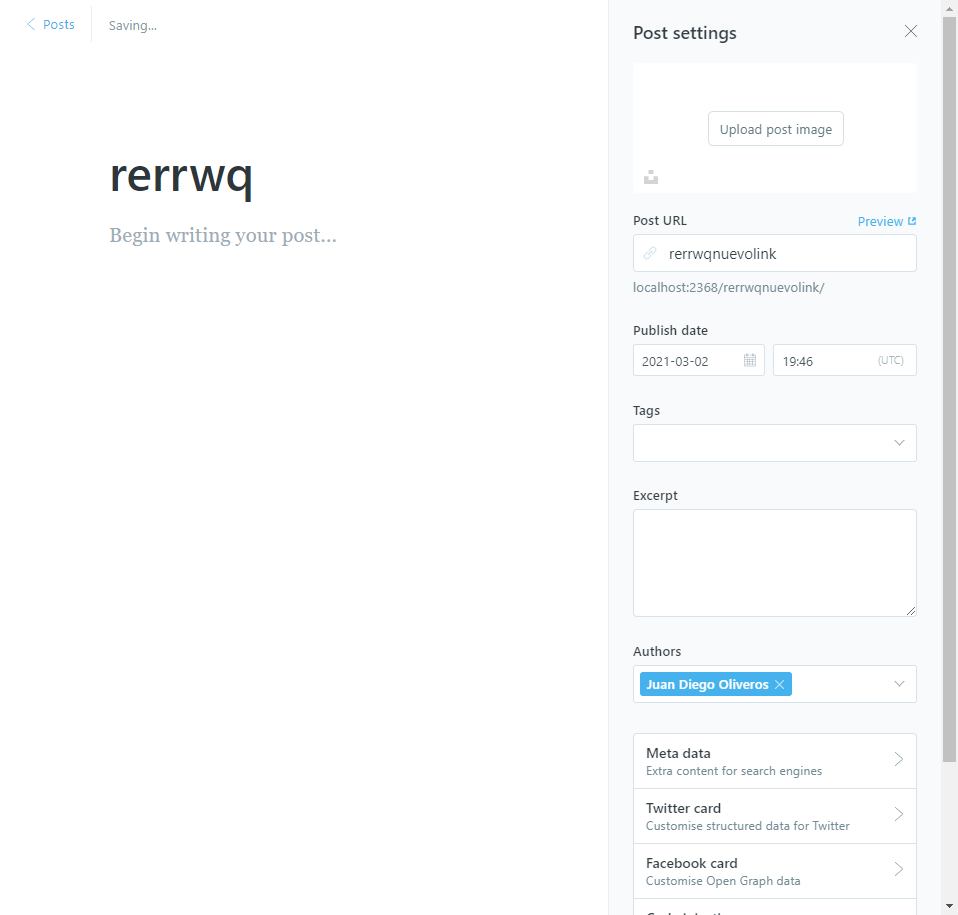 Posts
Saving...
rerrwq
Begin writing your post...
Post settings
Upload post image
Post URL
Preview
rerrwqnuevolink
localhost:2368/rerrwqnuevolink/
Publish date
2021-03-02
19:46
(UTC)
Tags
Excerpt
Authors
Juan Diego Oliveros
Meta data
Extra content for search engines
Twitter card
Customise structured data for Twitter
Facebook card
Customise Open Graph data